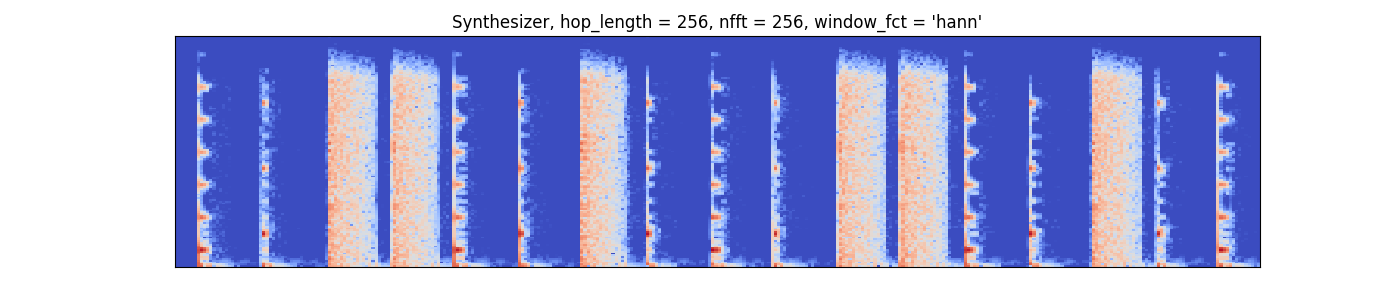 Synthesizer, hop_length = 256, nfft = 256, window_fct = 'hann'